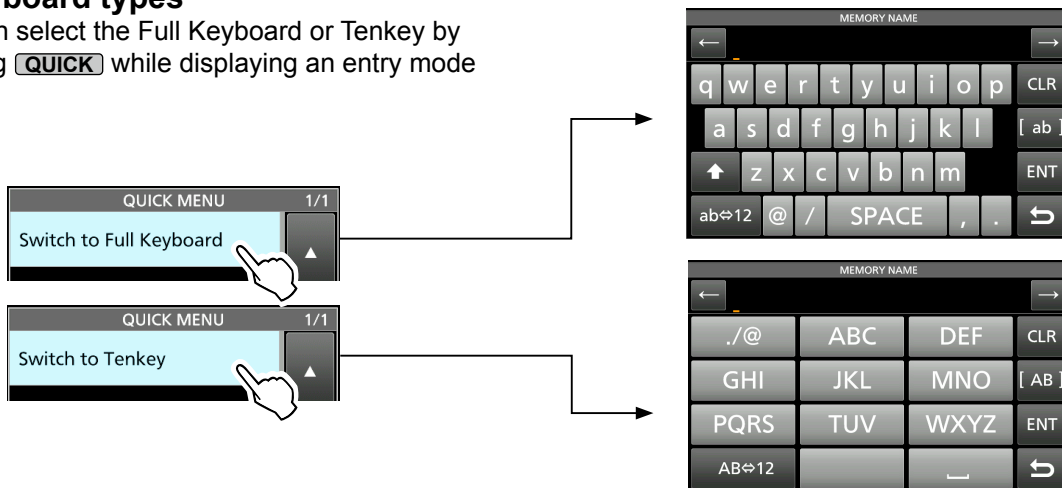 board types
n select the Full Keyboard or Tenkey by
g QUICK while displaying an entry mode
QUICK MENU 1/1
Switch to Full Keyboard
▲
QUICK MENU 1/1
Switch to Tenkey
▲
MEMORY NAME
← _ →
q w e r t y u i o p CLR
a s d f g h j k l [ ab ]
z x c v b n m ENT
ab⇔12 @ / SPACE , .
MEMORY NAME
← _ →
./@ ABC DEF CLR
GHI JKL MNO [ AB ]
PQRS TUV WXYZ ENT
AB⇔12